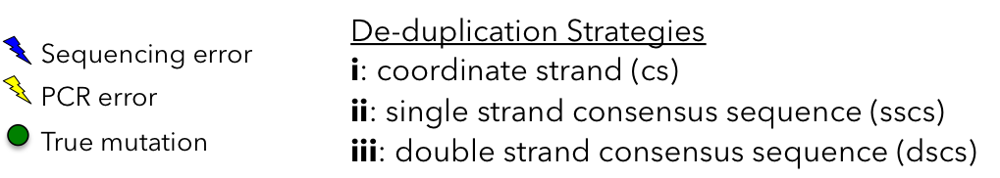 Sequencing error
PCR error
True mutation
De-duplication Strategies
i: coordinate strand (cs)
ii: single strand consensus sequence (sscs)
iii: double strand consensus sequence (dscs)